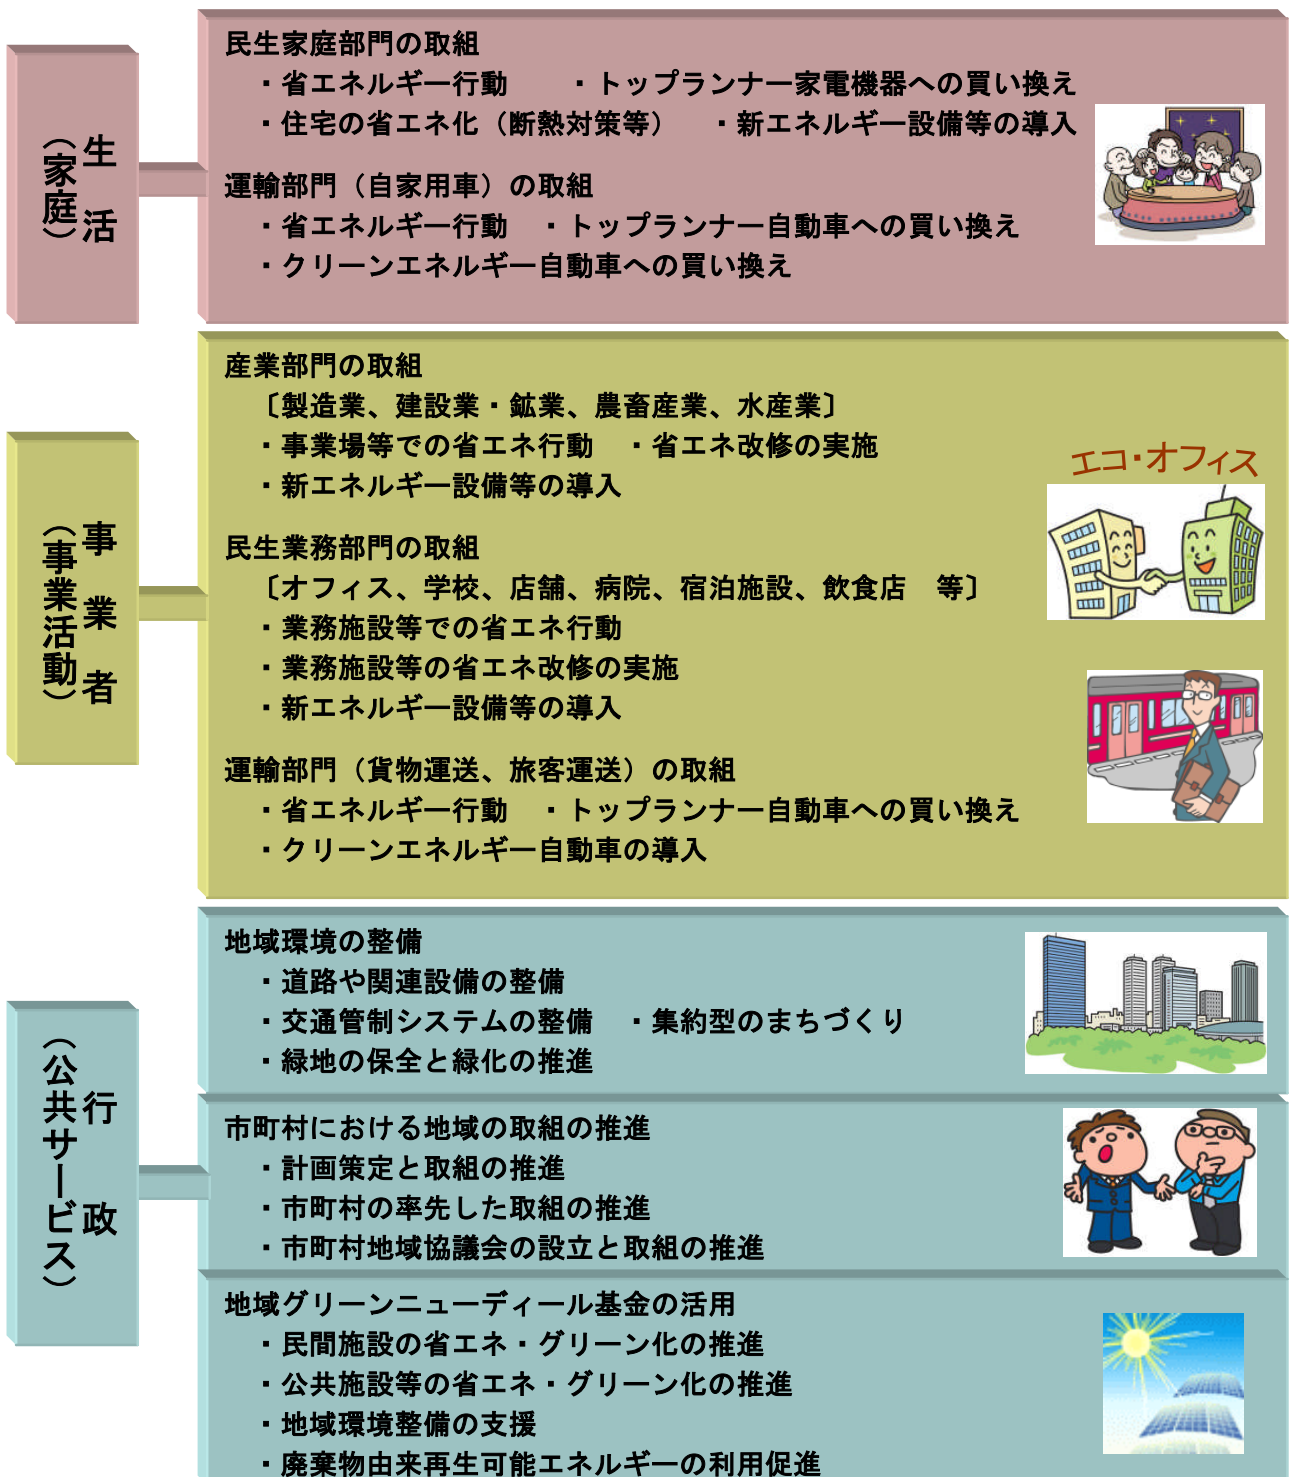 生活
（家庭）
民生家庭部門の取組
・省エネルギー行動　・トップランナー家電機器への買い換え
・住宅の省エネ化（断熱対策等）　・新エネルギー設備等の導入
運輸部門（自家用車）の取組
・省エネルギー行動　・トップランナー自動車への買い換え
・クリーンエネルギー自動車への買い換え
事業者
（事業活動）
産業部門の取組
〔製造業、建設業・鉱業、農畜産業、水産業〕
・事業場等での省エネ行動　・省エネ改修の実施
・新エネルギー設備等の導入
エコ・オフィス
民生業務部門の取組
〔オフィス、学校、店舗、病院、宿泊施設、飲食店　等〕
・業務施設等での省エネ行動
・業務施設等の省エネ改修の実施
・新エネルギー設備等の導入
運輸部門（貨物運送、旅客運送）の取組
・省エネルギー行動　・トップランナー自動車への買い換え
・クリーンエネルギー自動車の導入
行政
（公共サービス）
地域環境の整備
・道路や関連設備の整備
・交通管制システムの整備　・集約型のまちづくり
・緑地の保全と緑化の推進
市町村における地域の取組の推進
・計画策定と取組の推進
・市町村の率先した取組の推進
・市町村地域協議会の設立と取組の推進
地域グリーンニューディール基金の活用
・民間施設の省エネ・グリーン化の推進
・公共施設等の省エネ・グリーン化の推進
・地域環境整備の支援
・廃棄物由来再生可能エネルギーの利用促進